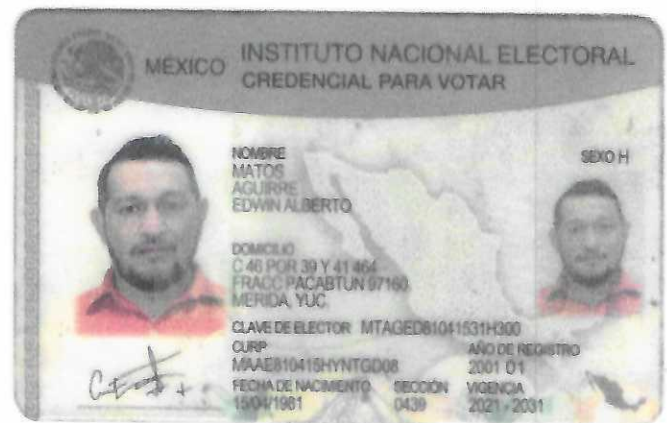 MÉXICO
INSTITUTO NACIONAL ELECTORAL
CREDENCIAL PARA VOTAR
NOMBRE
MATOS
AGUIRRE
EDWIN ALBERTO
SEXO H
DOMICILIO
C 46 POR 39 Y 41 464
FRACC PACABTUN 97160
MERIDA, YUC.
CLAVE DE ELECTOR MTAGED81041531H300
CURP
MAAE810415HYNTGD08
AÑO DE REGISTRO
2001 01
FECHA DE NACIMIENTO
15/04/1981
SECCIÓN
0439
VIGENCIA
2021 - 2031